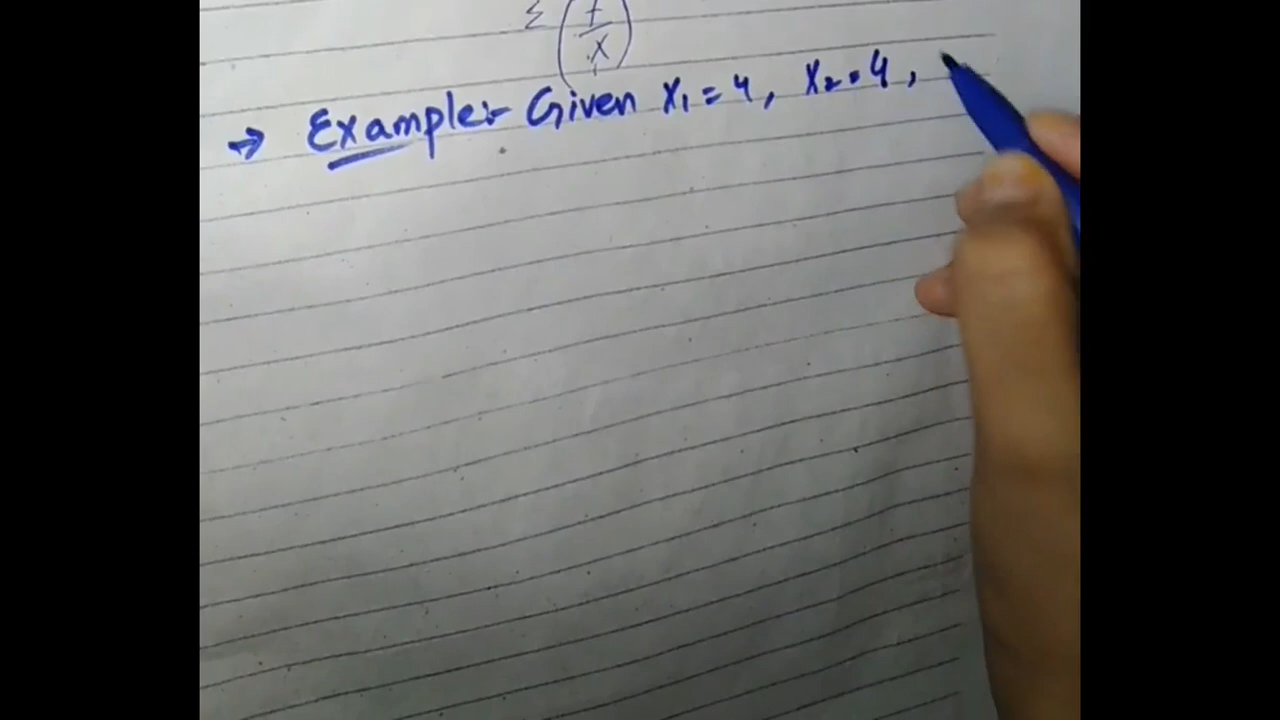 Σ (f/x)
→ Example:- Given x₁ = 4, x₂ = 4,